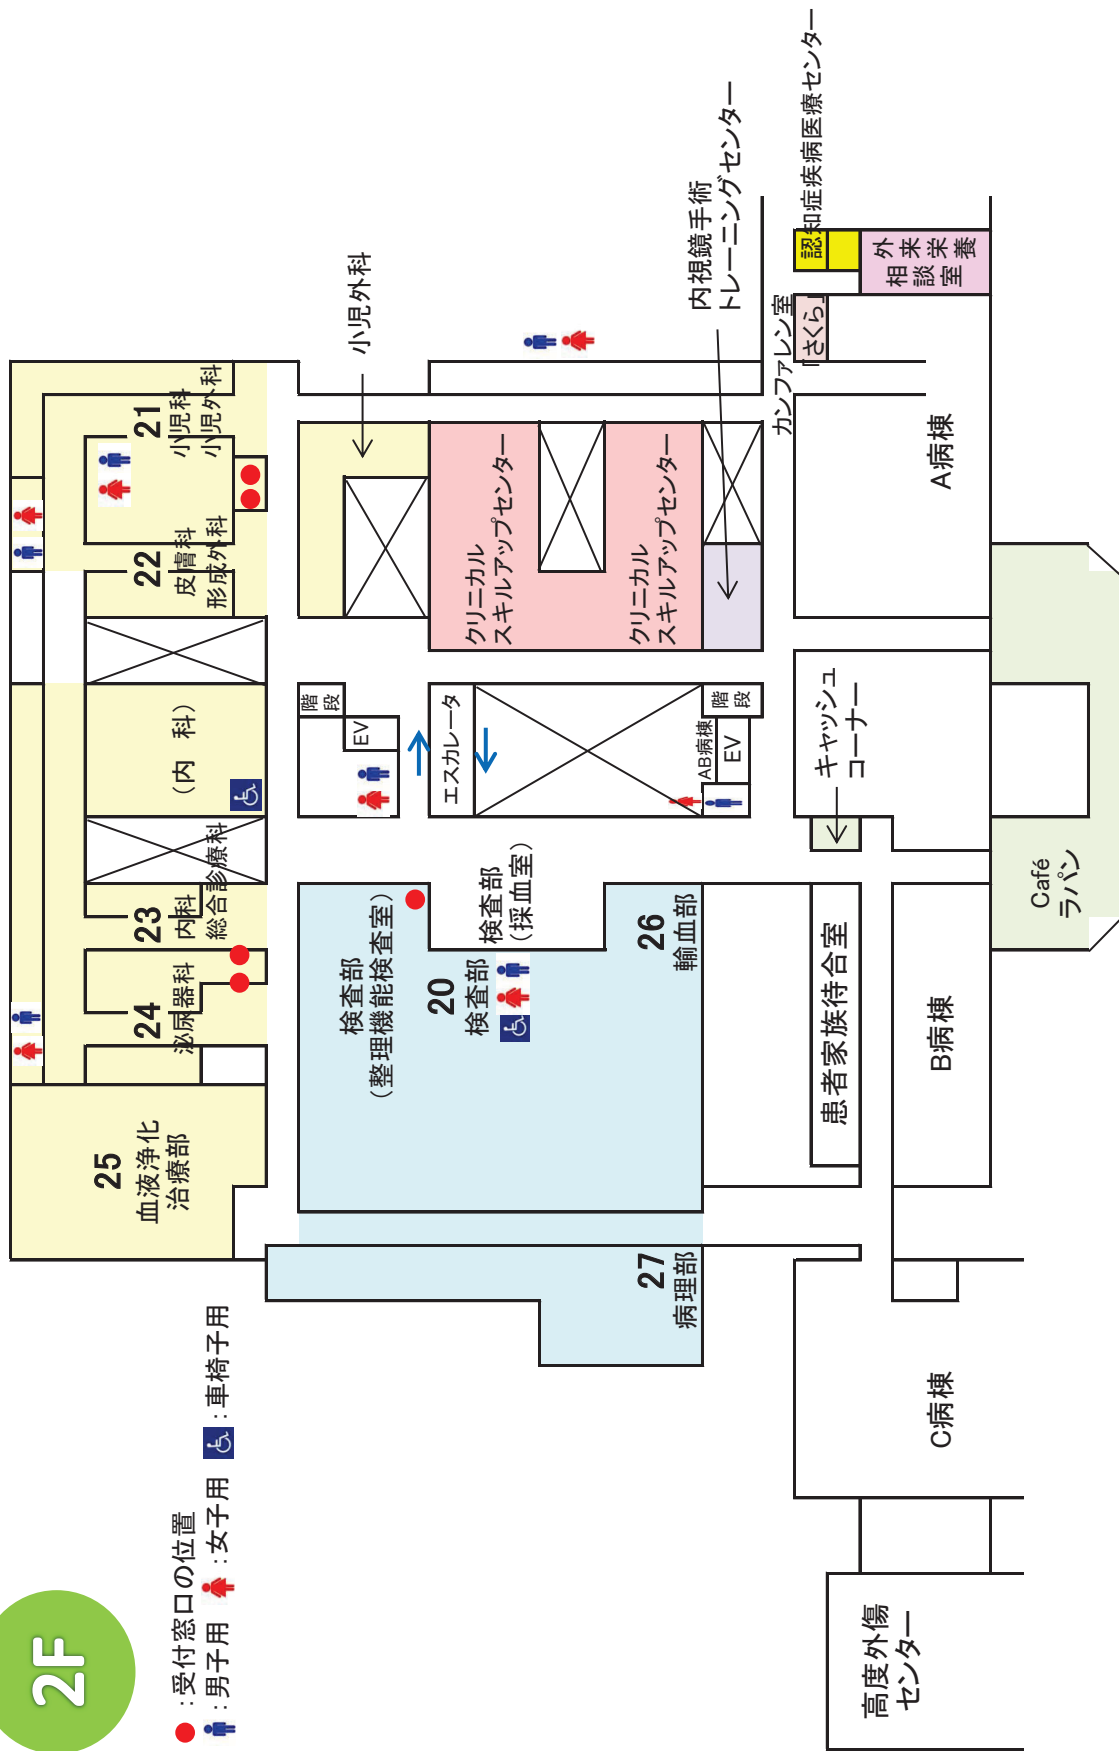 2F
●：受付窓口の位置
：男子用　：女子用　：車椅子用
25
血液浄化
治療部
24
泌尿器科
23
内科
総合診療科
（内　科）
22
皮膚科
形成外科
21
小児科
小児外科
検査部
（整理機能検査室）
20
検査部
検査部
（採血室）
26
輸血部
27
病理部
階段
EV
エスカレータ
AB病棟
EV
階段
小児外科
クリニカル
スキルアップセンター
クリニカル
スキルアップセンター
内視鏡手術
トレーニングセンター
高度外傷
センター
C病棟
B病棟
患者家族待合室
キャッシュ
コーナー
Café
ラパン
A病棟
カンファレン室
「さくら」
認知症疾病医療センター
外来栄養
相談室